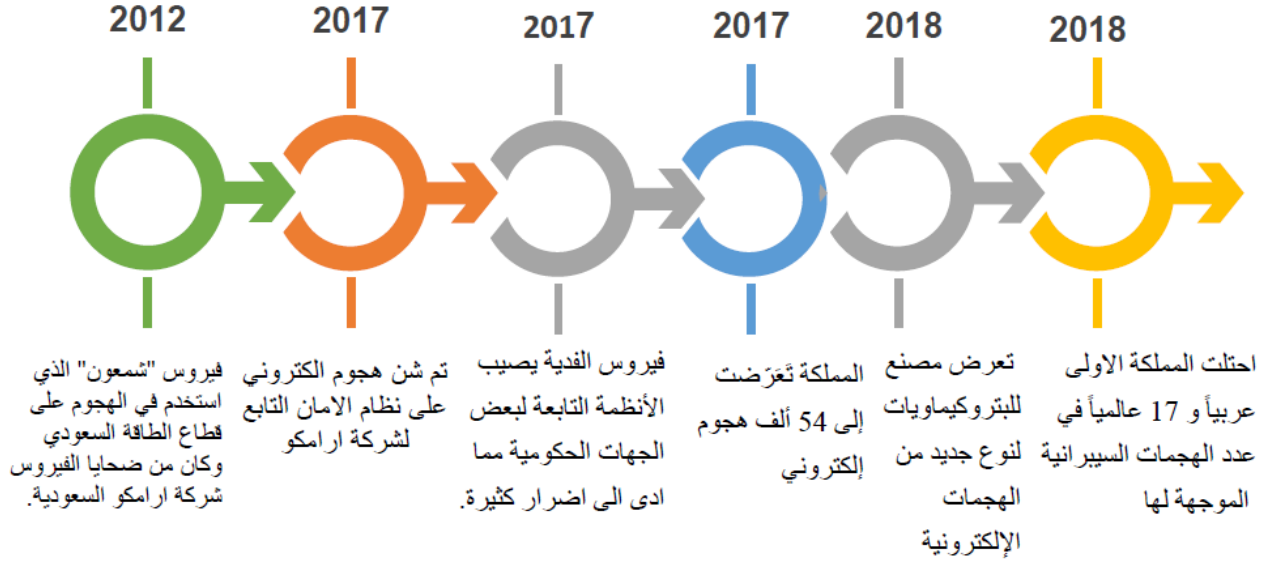 2012
2017
2017
2017
2018
2018
فيروس "شمعون" الذي
استخدم في الهجوم على
قطاع الطاقة السعودي
وكان من ضحايا الفيروس
شركة ارامكو السعودية.
تم شن هجوم الكتروني
على نظام الامان التابع
لشركة ارامكو
فيروس الفدية يصيب
الأنظمة التابعة لبعض
الجهات الحكومية مما
ادى الى اضرار كثيرة.
المملكة تَعَرّضت
إلى 54 ألف هجوم
إلكتروني
تعرض مصنع
للبتروكيماويات
لنوع جديد من
الهجمات
الإلكترونية
احتلت المملكة الاولى
عربياً و 17 عالمياً في
عدد الهجمات السيبرانية
الموجهة لها